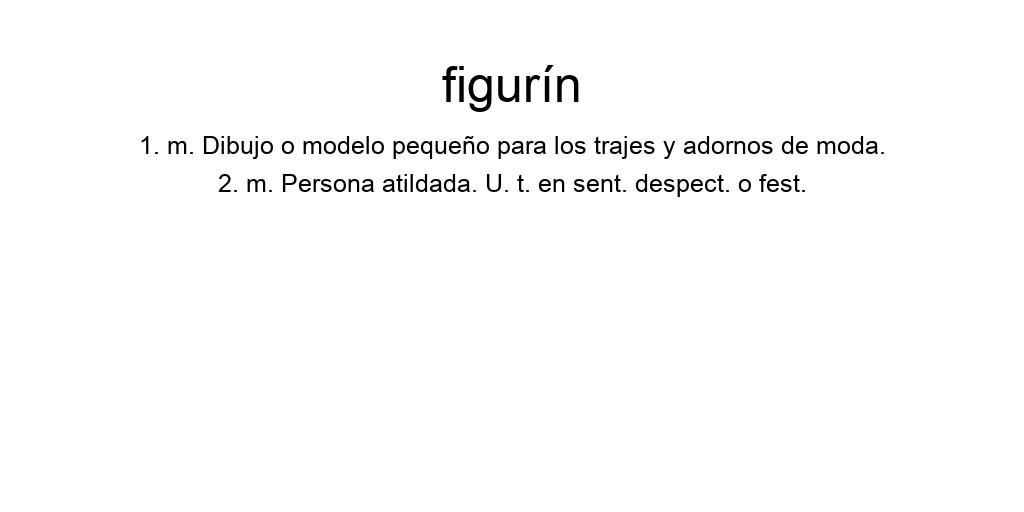 figurín
1. m. Dibujo o modelo pequeño para los trajes y adornos de moda.
2. m. Persona atildada. U. t. en sent. despect. o fest.